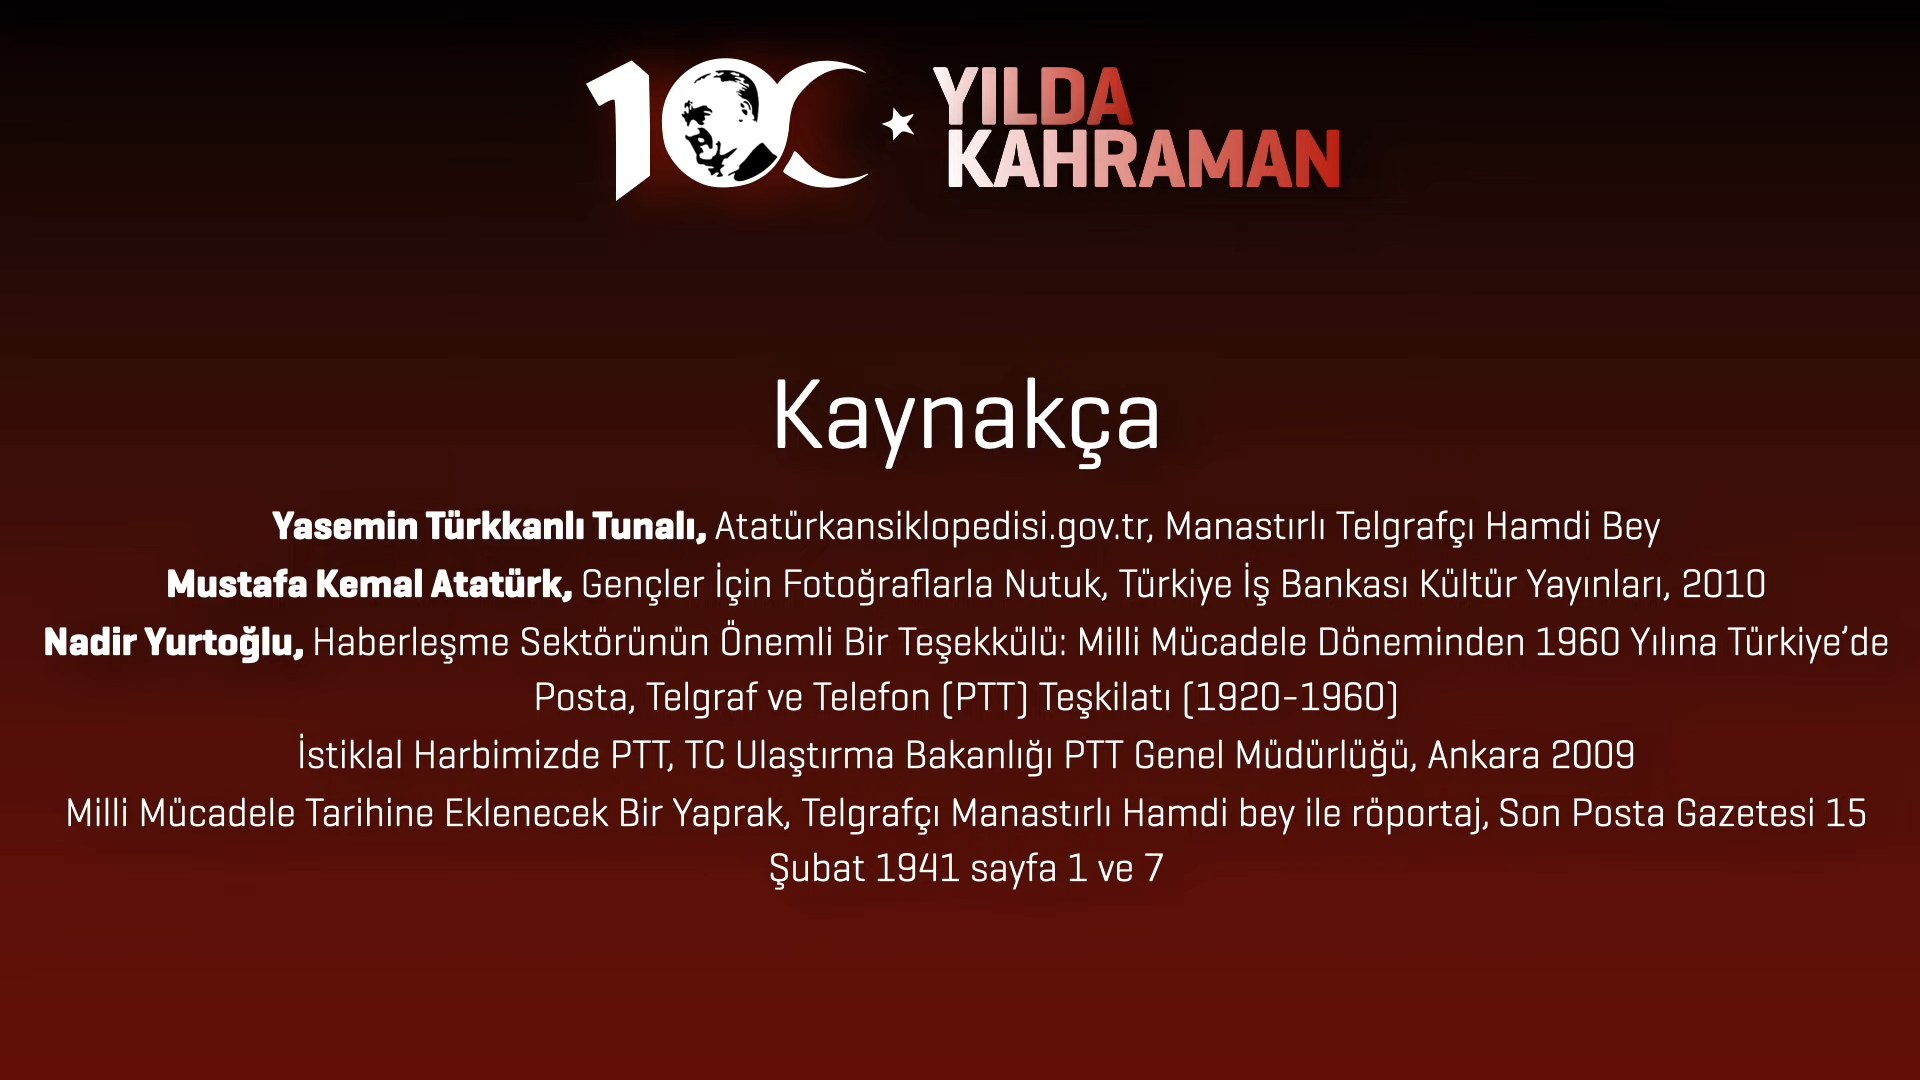 100 YILDA
KAHRAMAN
Kaynakça
Yasemin Türkkanlı Tunalı, Atatürkansiklopedisi.gov.tr, Manastırlı Telgrafçı Hamdi Bey
Mustafa Kemal Atatürk, Gençler İçin Fotoğraflarla Nutuk, Türkiye İş Bankası Kültür Yayınları, 2010
Nadir Yurtoğlu, Haberleşme Sektörünün Önemli Bir Teşekkülü: Milli Mücadele Döneminden 1960 Yılına Türkiye’de
Posta, Telgraf ve Telefon (PTT) Teşkilatı (1920-1960)
İstiklal Harbimizde PTT, TC Ulaştırma Bakanlığı PTT Genel Müdürlüğü, Ankara 2009
Milli Mücadele Tarihine Eklenecek Bir Yaprak, Telgrafçı Manastırlı Hamdi bey ile röportaj, Son Posta Gazetesi 15
Şubat 1941 sayfa 1 ve 7